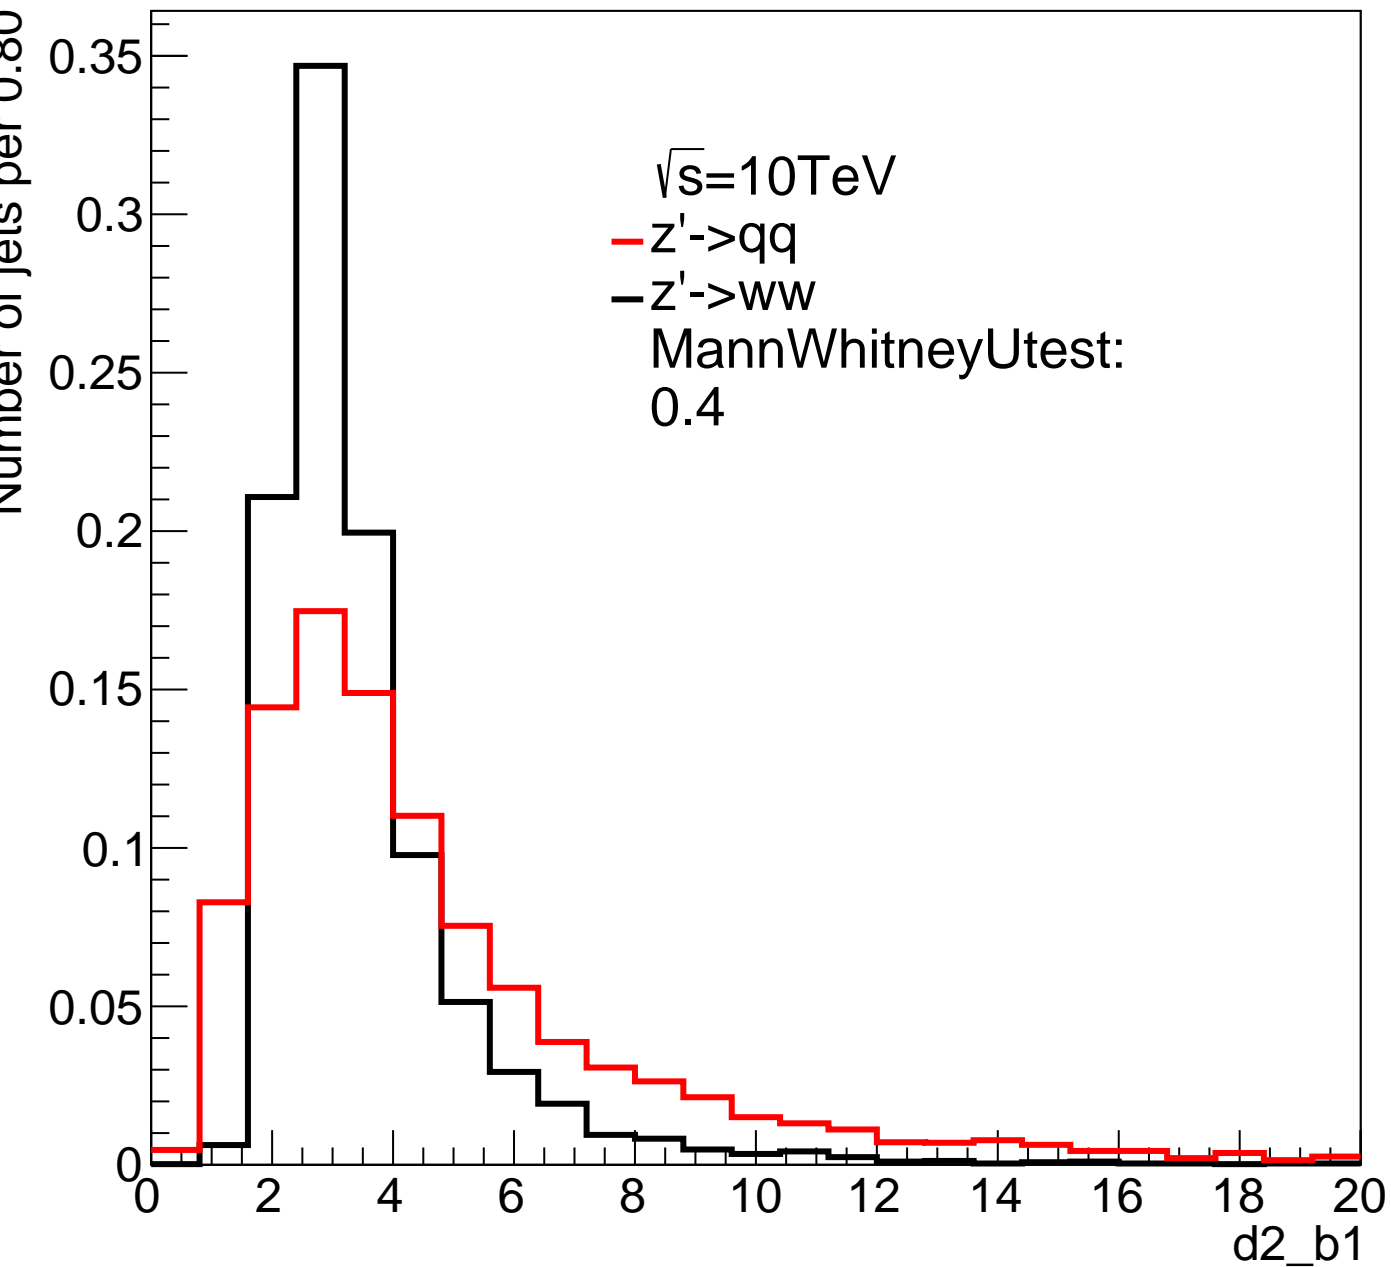 Number of jets per 0.80
0.35
0.3
0.25
0.2
0.15
0.1
0.05
0
√s=10TeV
z'->qq
z'->ww
MannWhitneyUtest:
0.4
0 2 4 6 8 10 12 14 16 18 20
d2_b1